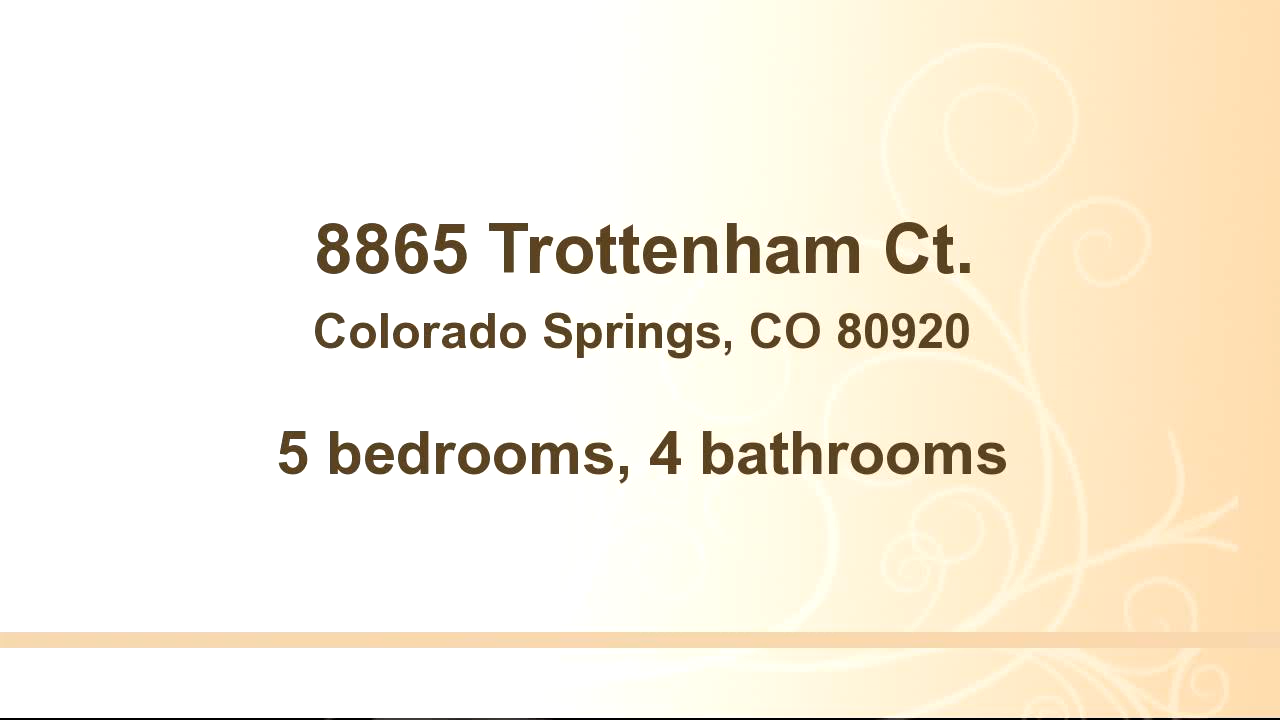 8865 Trottenham Ct.
Colorado Springs, CO 80920
5 bedrooms, 4 bathrooms